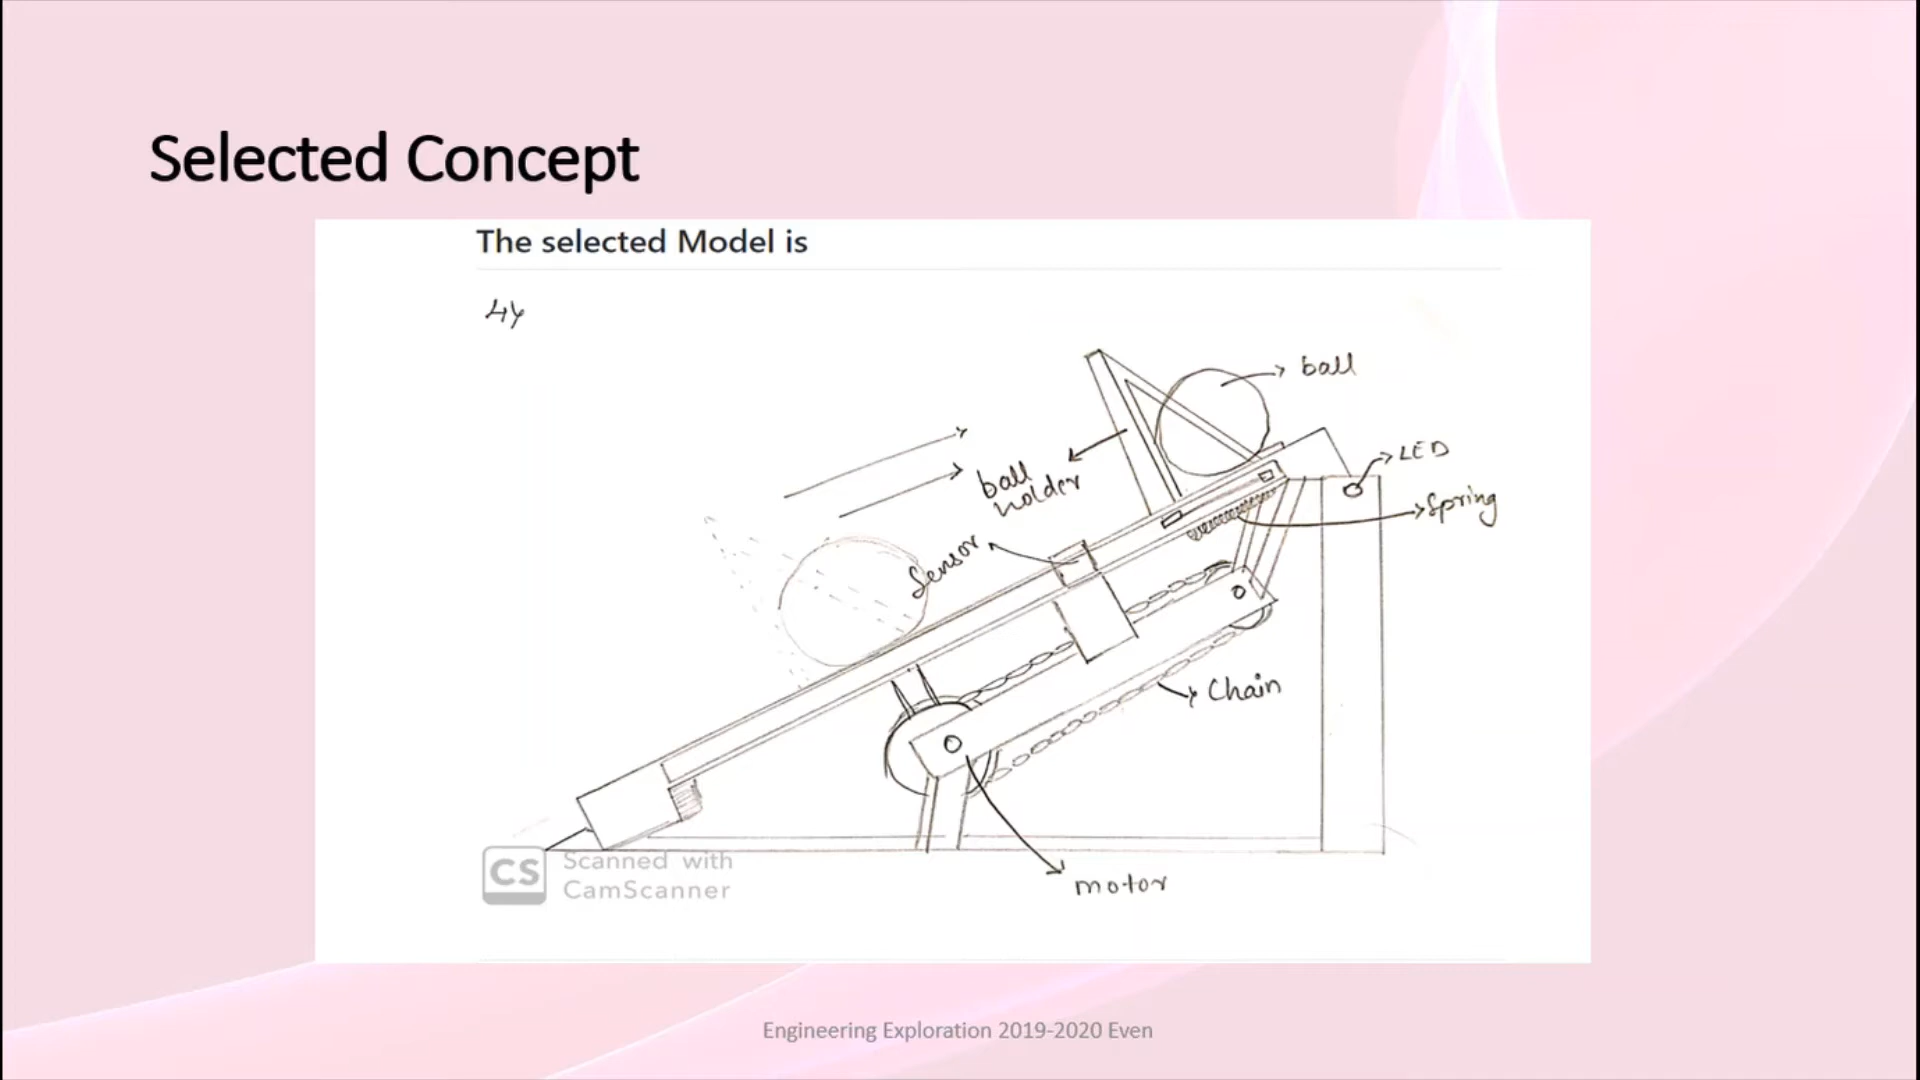 Selected Concept
The selected Model is
ball
LED
ball
holder
Spring
Sensor
Chain
motor
CS
Scanned with
CamScanner
Engineering Exploration 2019-2020 Even